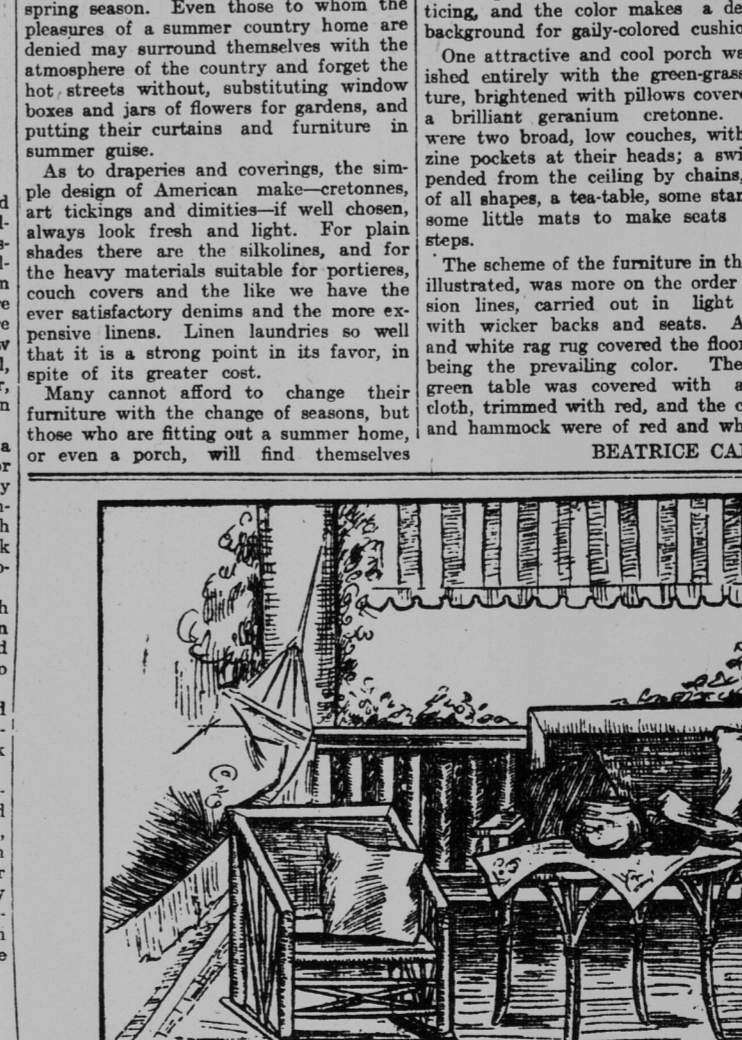 spring season. Even those to whom the
pleasures of a summer country home are
denied may surround themselves with the
atmosphere of the country and forget the
hot streets without, substituting window
boxes and jars of flowers for gardens, and
putting their curtains and furniture in
summer guise.
As to draperies and coverings, the sim-
ple design of American make—cretonnes,
art tickings and dimities—if well chosen,
always look fresh and light. For plain
shades there are the silkolines, and for
the heavy materials suitable for portieres,
couch covers and the like we have the
ever satisfactory denims and the more ex-
pensive linens. Linen laundries so well
that it is a strong point in its favor, in
spite of its greater cost.
Many cannot afford to change their
furniture with the change of seasons, but
those who are fitting out a summer home,
or even a porch, will find themselves
ticing, and the color makes a
background for gaily-colored
One attractive and cool porch
ished entirely with the
ture, brightened with pillows
a brilliant geranium cretonne.
were two broad, low couches, with
zine pockets at their heads; a
pended from the ceiling by chains,
of all shapes, a tea-table, some
some little mats to make seats
steps.
The scheme of the furniture in
illustrated, was more on the order
sion lines, carried out in light
with wicker backs and seats.
and white rag rug covered the
being the prevailing color.
green table was covered with a
cloth, trimmed with red, and the
and hammock were of red and
BEATRICE